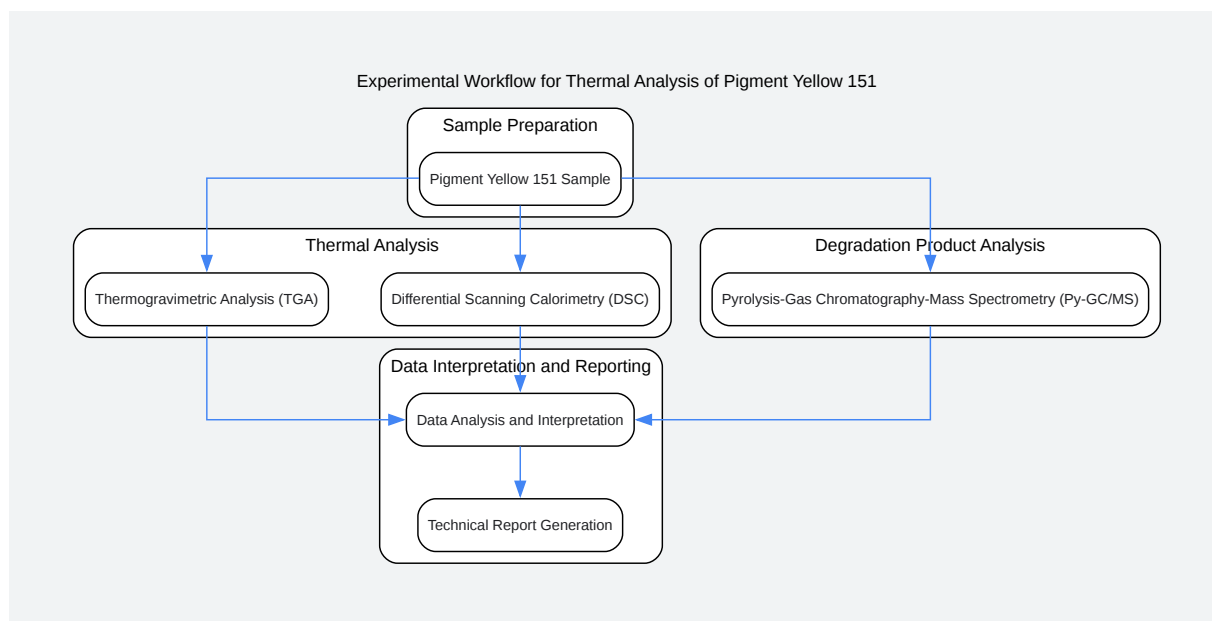 Experimental Workflow for Thermal Analysis of Pigment Yellow 151
Sample Preparation
Pigment Yellow 151 Sample
Thermal Analysis
Degradation Product Analysis
Thermogravimetric Analysis (TGA)
Differential Scanning Calorimetry (DSC)
Pyrolysis-Gas Chromatography-Mass Spectrometry (Py-GC/MS)
Data Interpretation and Reporting
Data Analysis and Interpretation
Technical Report Generation